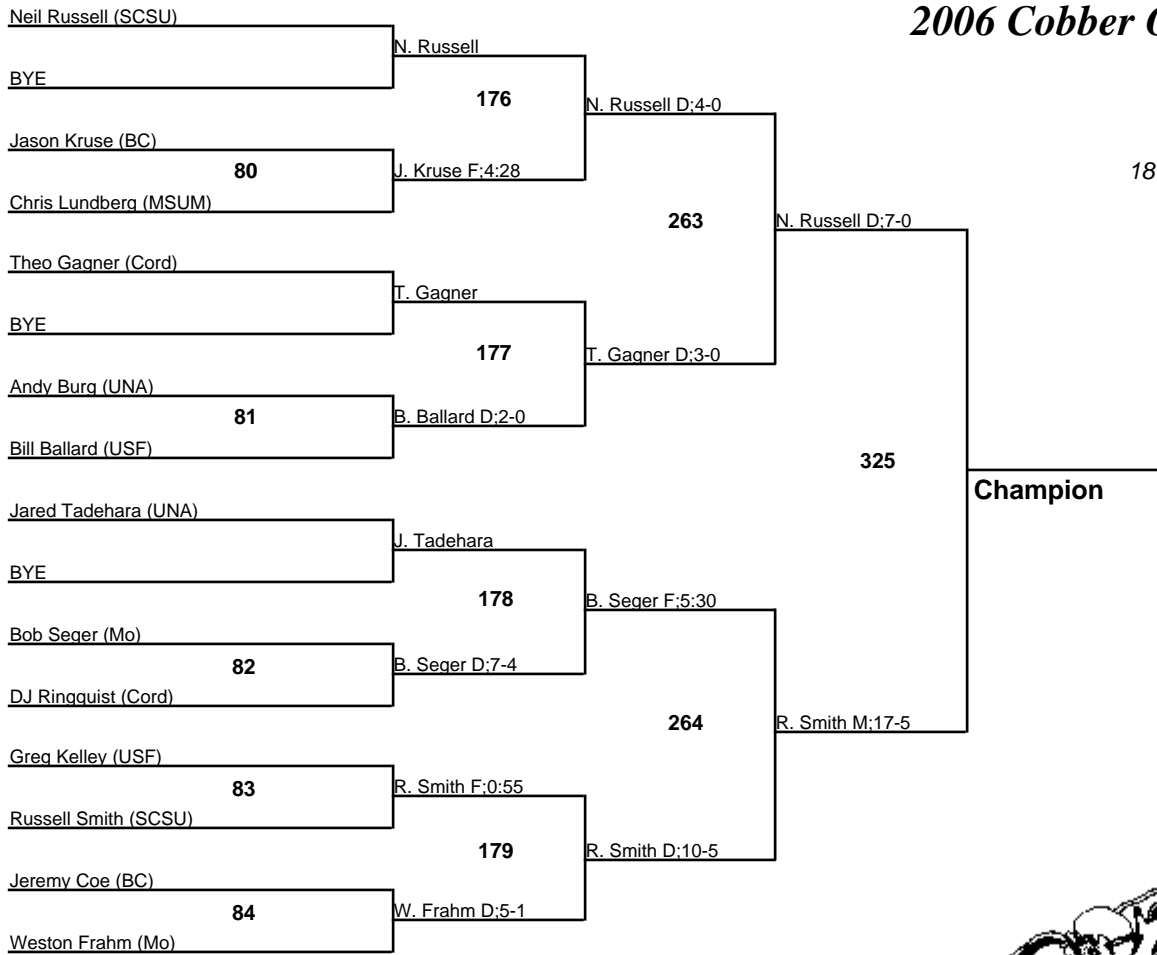 2006 Cobber
Neil Russell (SCSU)
N. Russell
BYE
176
N. Russell D;4-0
Jason Kruse (BC)
80
J. Kruse F;4:28
18
Chris Lundberg (MSUM)
263
N. Russell D;7-0
Theo Gagner (Cord)
T. Gagner
BYE
177
T. Gagner D;3-0
Andy Burg (UNA)
81
B. Ballard D;2-0
Bill Ballard (USF)
325
Champion
Jared Tadehara (UNA)
J. Tadehara
BYE
178
B. Seger F;5:30
Bob Seger (Mo)
82
B. Seger D;7-4
DJ Ringquist (Cord)
264
R. Smith M;17-5
Greg Kelley (USF)
83
R. Smith F;0:55
Russell Smith (SCSU)
179
R. Smith D;10-5
Jeremy Coe (BC)
84
W. Frahm D;5-1
Weston Frahm (Mo)